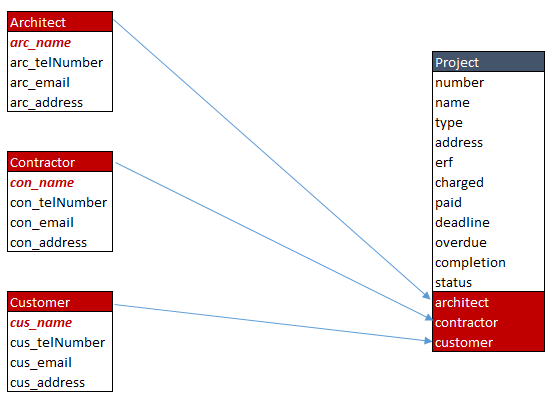 Architect
arc_name
arc_telNumber
arc_email
arc_address
Contractor
con_name
con_telNumber
con_email
con_address
Customer
cus_name
cus_telNumber
cus_email
cus_address
Project
number
name
type
address
erf
charged
paid
deadline
overdue
completion
status
architect
contractor
customer